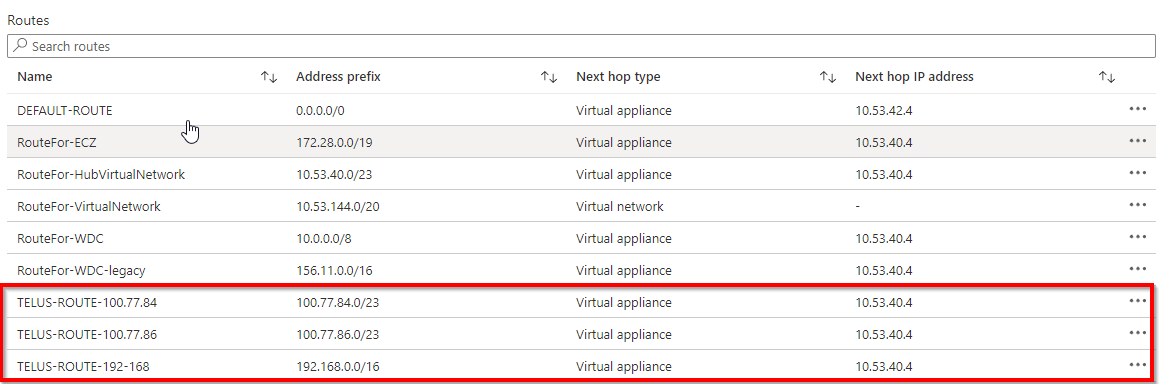 Routes
Search routes
Name Address prefix Next hop type Next hop IP address
DEFAULT-ROUTE 0.0.0.0/0 Virtual appliance 10.53.42.4
RouteFor-ECZ 172.28.0.0/19 Virtual appliance 10.53.40.4
RouteFor-HubVirtualNetwork 10.53.40.0/23 Virtual appliance 10.53.40.4
RouteFor-VirtualNetwork 10.53.144.0/20 Virtual network -
RouteFor-WDC 10.0.0.0/8 Virtual appliance 10.53.40.4
RouteFor-WDC-legacy 156.11.0.0/16 Virtual appliance 10.53.40.4
TELUS-ROUTE-100.77.84 100.77.84.0/23 Virtual appliance 10.53.40.4
TELUS-ROUTE-100.77.86 100.77.86.0/23 Virtual appliance 10.53.40.4
TELUS-ROUTE-192-168 192.168.0.0/16 Virtual appliance 10.53.40.4